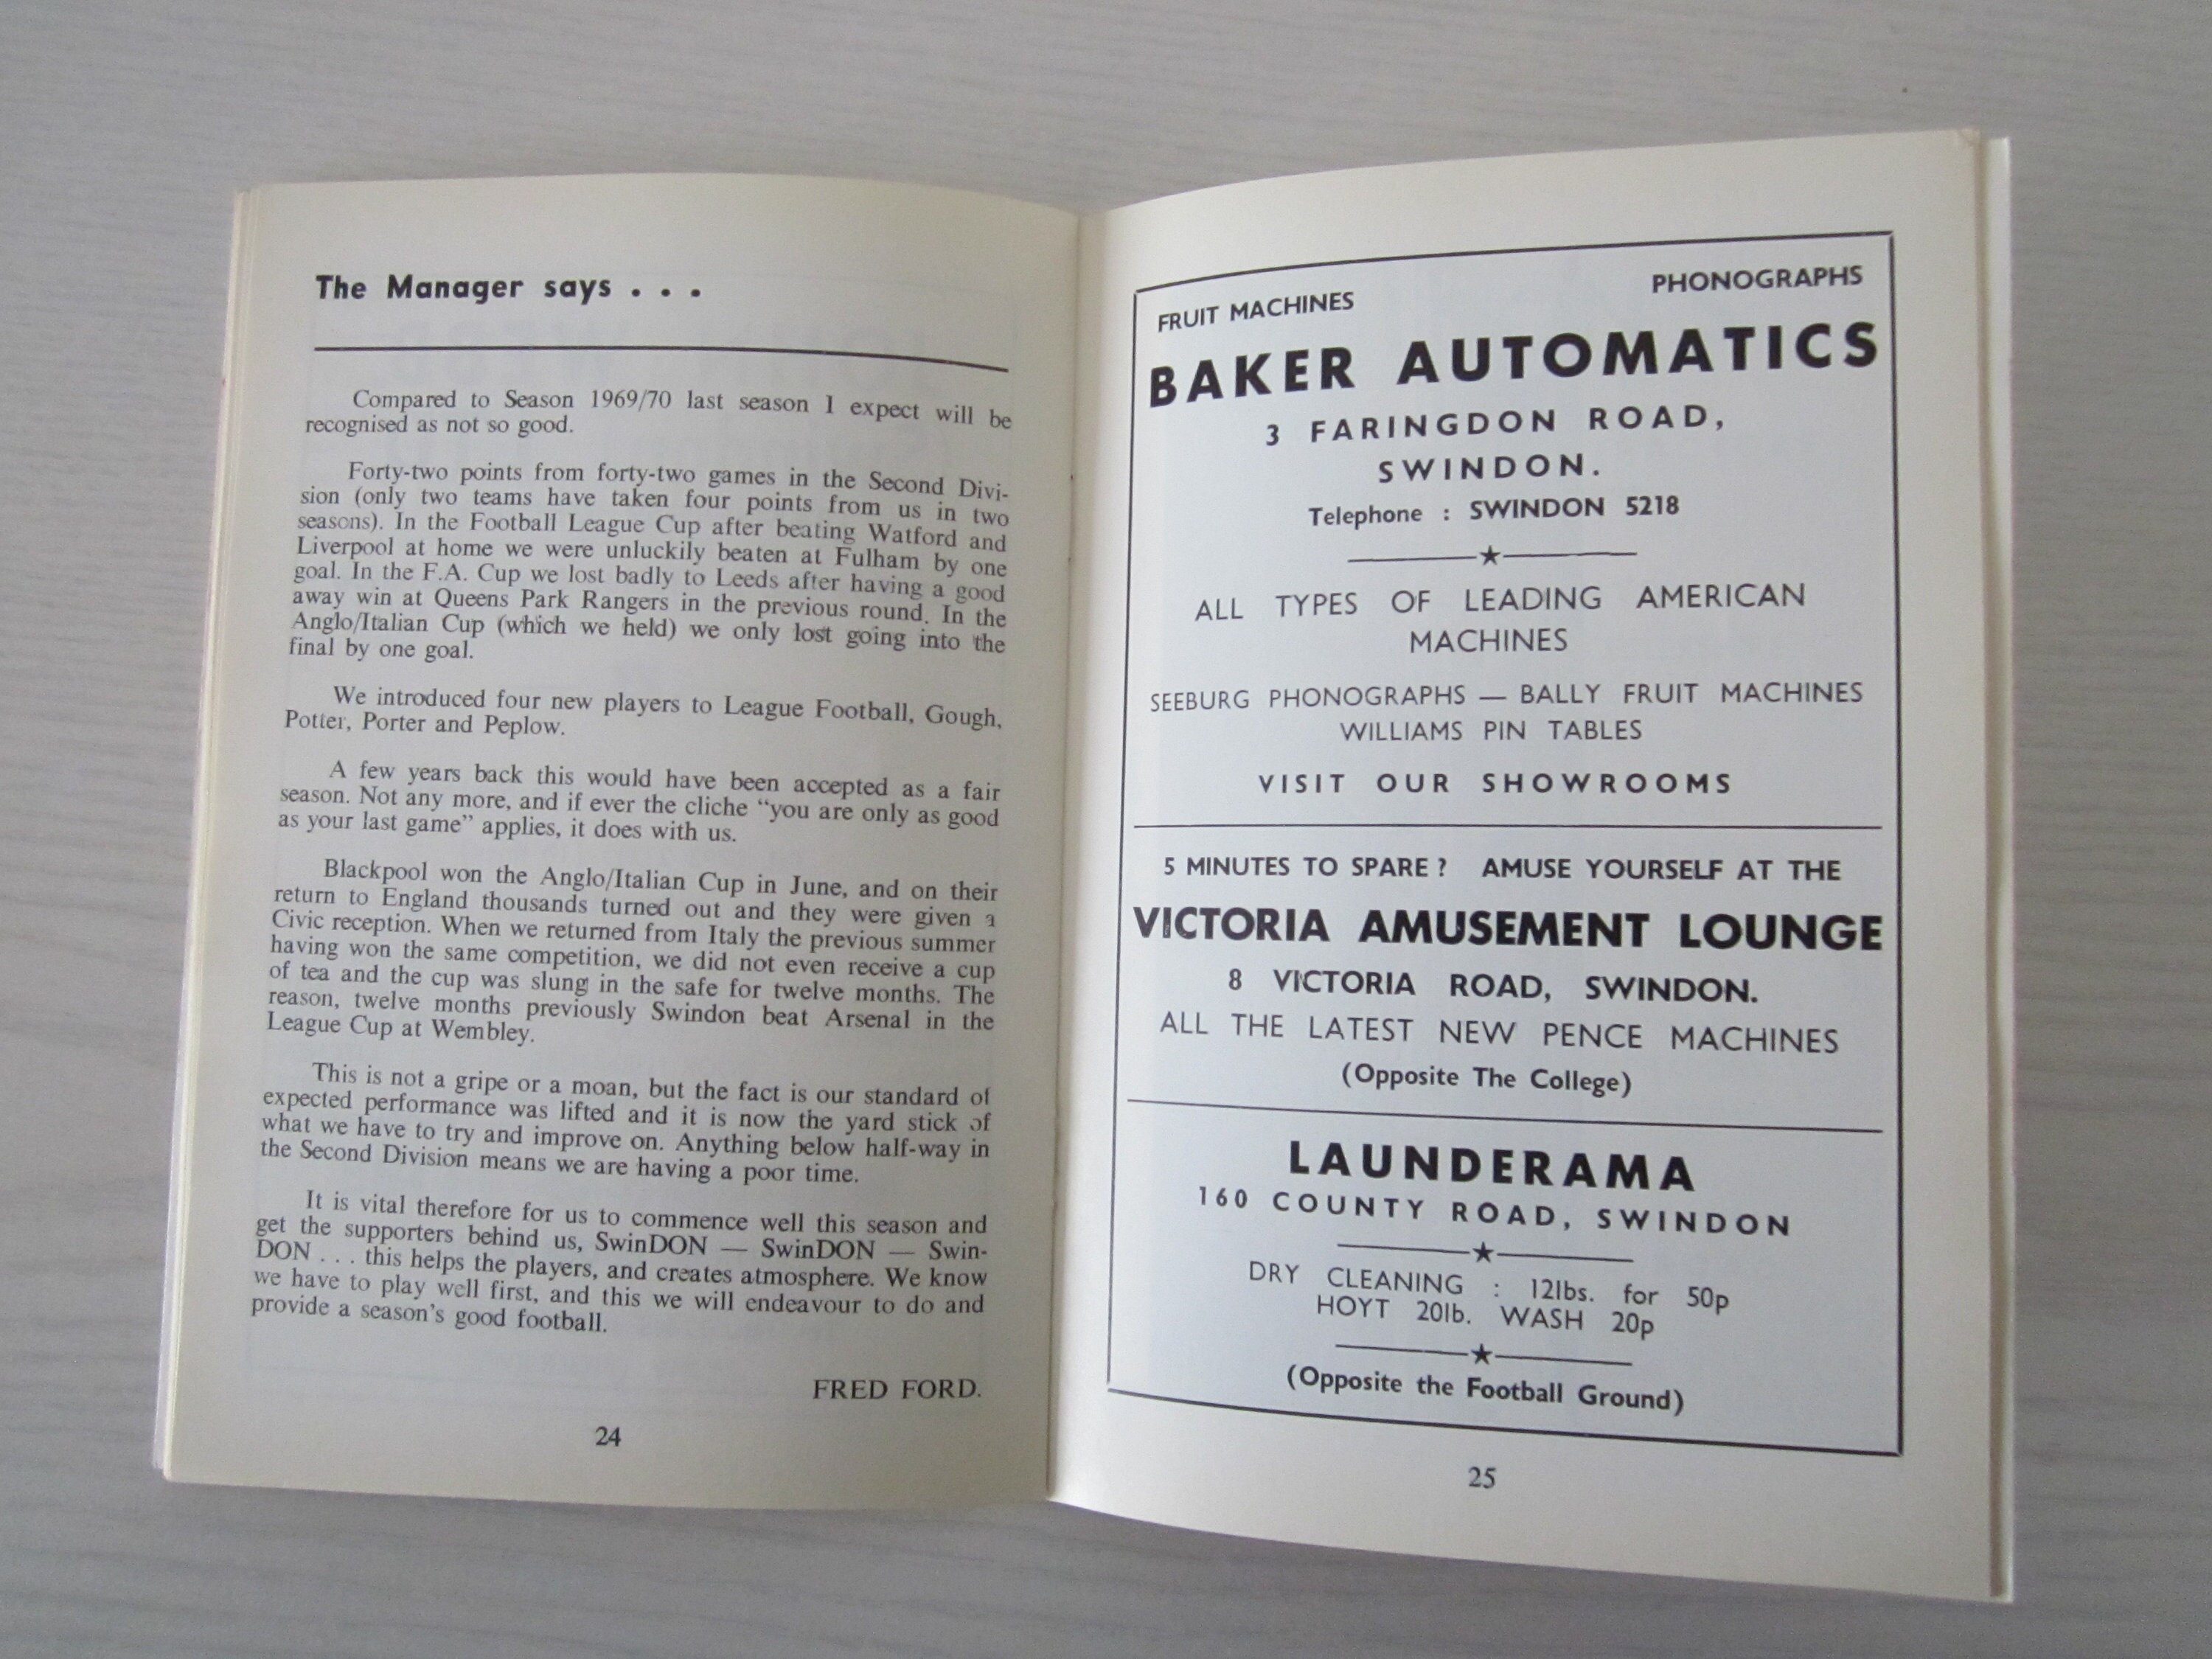 The Manager says . . .
Compared to Season 1969/70 last season I expect will be
recognised as not so good.
Forty-two points from forty-two games in the Second Divi-
sion (only two teams have taken four points from us in two
seasons). In the Football League Cup after beating Watford and
Liverpool at home we were unluckily beaten at Fulham by one
goal. In the F.A. Cup we lost badly to Leeds after having a good
away win at Queens Park Rangers in the previous round. In the
Anglo/Italian Cup (which we held) we only lost going into the
final by one goal.
We introduced four new players to League Football, Gough,
Potter, Porter and Peplow.
A few years back this would have been accepted as a fair
season. Not any more, and if ever the cliche “you are only as good
as your last game” applies, it does with us.
Blackpool won the Anglo/Italian Cup in June, and on their
return to England thousands turned out and they were given a
Civic reception. When we returned from Italy the previous summer
having won the same competition, we did not even receive a cup
of tea and the cup was slung in the safe for twelve months. The
reason, twelve months previously Swindon beat Arsenal in the
League Cup at Wembley.
This is not a gripe or a moan, but the fact is our standard of
expected performance was lifted and it is now the yard stick of
what we have to try and improve on. Anything below half-way in
the Second Division means we are having a poor time.
It is vital therefore for us to commence well this season and
get the supporters behind us, SwinDON — SwinDON — Swin-
DON . . . this helps the players, and creates atmosphere. We know
we have to play well first, and this we will endeavour to do and
provide a season's good football.
FRED FORD.
24
FRUIT MACHINES PHONOGRAPHS
BAKER AUTOMATICS
3 FARINGDON ROAD,
SWINDON.
Telephone : SWINDON 5218
ALL TYPES OF LEADING AMERICAN
MACHINES
SEEBURG PHONOGRAPHS — BALLY FRUIT MACHINES
WILLIAMS PIN TABLES
VISIT OUR SHOWROOMS
5 MINUTES TO SPARE ? AMUSE YOURSELF AT THE
VICTORIA AMUSEMENT LOUNGE
8 VICTORIA ROAD, SWINDON.
ALL THE LATEST NEW PENCE MACHINES
(Opposite The College)
LAUNDERAMA
160 COUNTY ROAD, SWINDON
DRY CLEANING : 12lbs. for 50p
HOYT 20lb. WASH 20p
(Opposite the Football Ground)
25